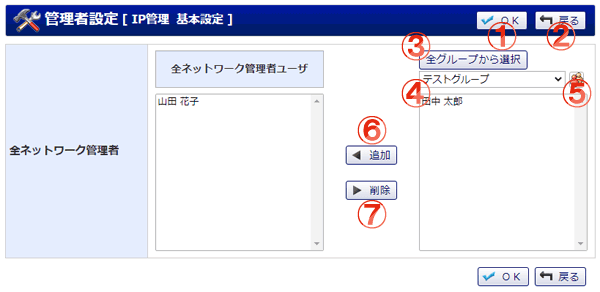 管理者設定 [ IP管理 基本設定 ]
OK
戻る
①
②
③
全グループから選択
全ネットワーク管理者ユーザ
テストグループ
④
⑤
山田 花子
田中 太郎
⑥
追加
全ネットワーク管理者
削除
⑦
OK
戻る